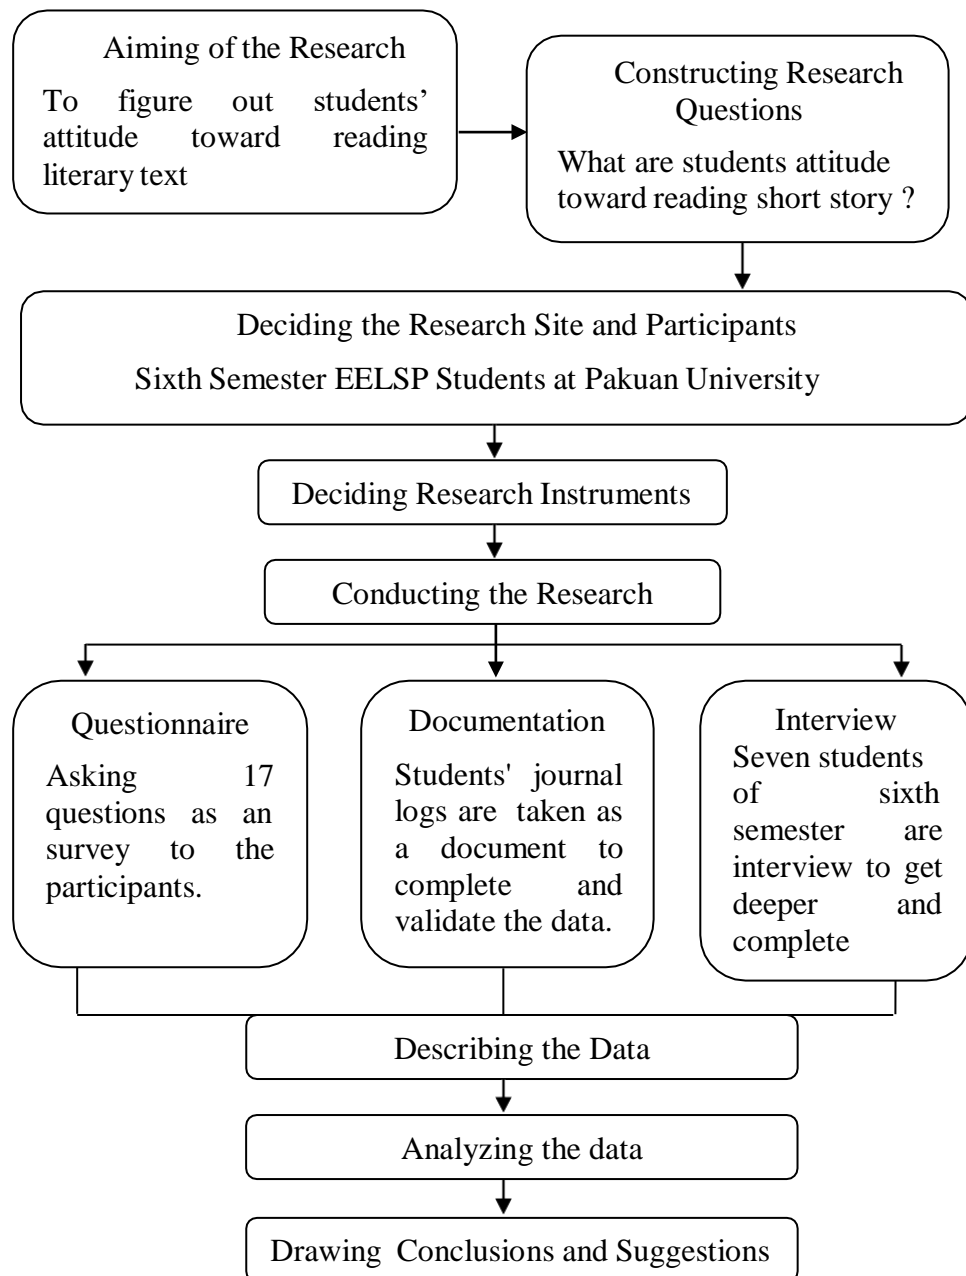 Aiming of the Research
To figure out students’
attitude toward reading
literary text
Constructing Research
Questions
What are students attitude
toward reading short story ?
Deciding the Research Site and Participants
Sixth Semester EELSP Students at Pakuan University
Deciding Research Instruments
Conducting the Research
Questionnaire
Asking 17
questions as an
survey to the
participants.
Documentation
Students' journal
logs are taken as
a document to
complete and
validate the data.
Interview
Seven students
of sixth
semester are
interview to get
deeper and
complete
Describing the Data
Analyzing the data
Drawing Conclusions and Suggestions